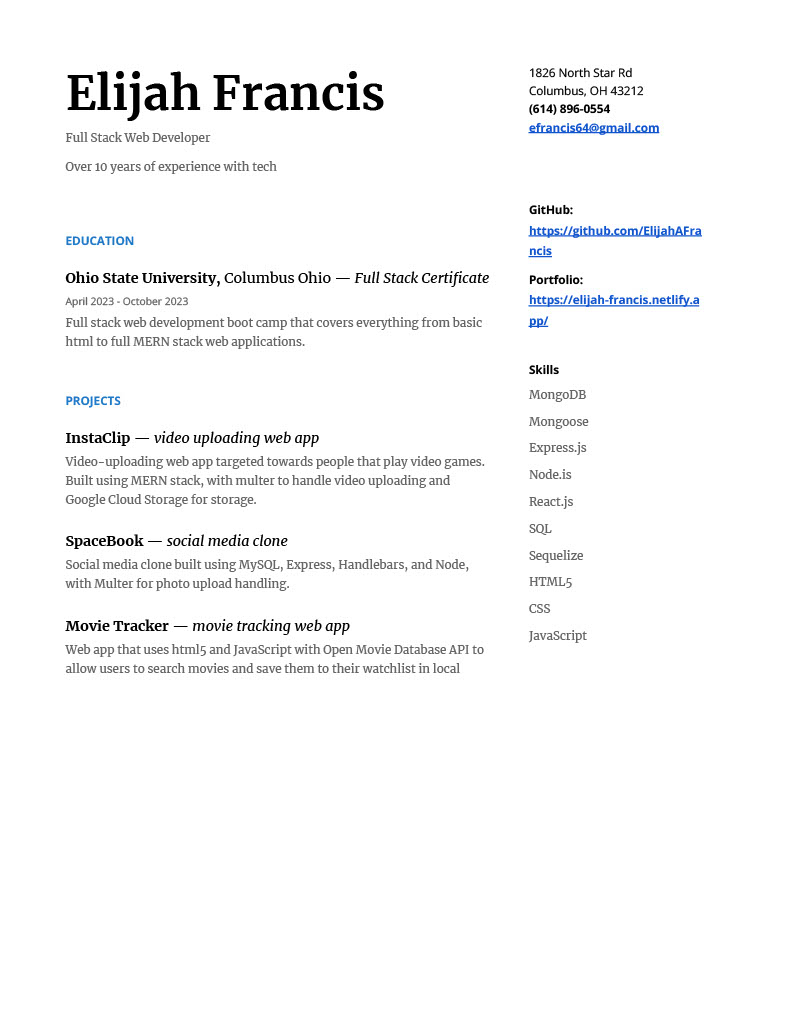 Elijah Francis
Full Stack Web Developer
Over 10 years of experience with tech
EDUCATION
Ohio State University, Columbus Ohio — Full Stack Certificate
April 2023 - October 2023
Full stack web development boot camp that covers everything from basic
html to full MERN stack web applications.
PROJECTS
InstaClip — video uploading web app
Video-uploading web app targeted towards people that play video games.
Built using MERN stack, with multer to handle video uploading and
Google Cloud Storage for storage.
SpaceBook — social media clone
Social media clone built using MySQL, Express, Handlebars, and Node,
with Multer for photo upload handling.
Movie Tracker — movie tracking web app
Web app that uses html5 and JavaScript with Open Movie Database API to
allow users to search movies and save them to their watchlist in local
1826 North Star Rd
Columbus, OH 43212
(614) 896-0554
efrancis64@gmail.com
GitHub:
https://github.com/ElijahAFra
ncis
Portfolio:
https://elijah-francis.netlify.a
pp/
Skills
MongoDB
Mongoose
Express.js
Node.is
React.js
SQL
Sequelize
HTML5
CSS
JavaScript